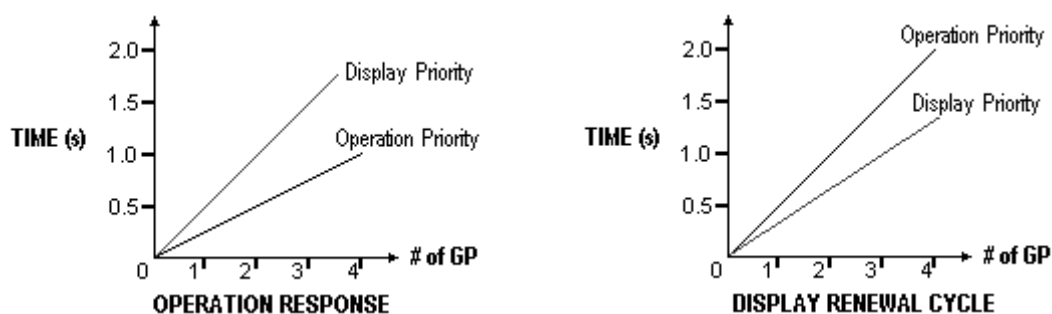 2.0
Display Priority
1.5
TIME (s)
Operation Priority
1.0
0.5
0
1
2
3
4
# of GP
OPERATION RESPONSE
Operation Priority
2.0
1.5
Display Priority
TIME (s)
1.0
0.5
0
1
2
3
4
# of GP
DISPLAY RENEWAL CYCLE